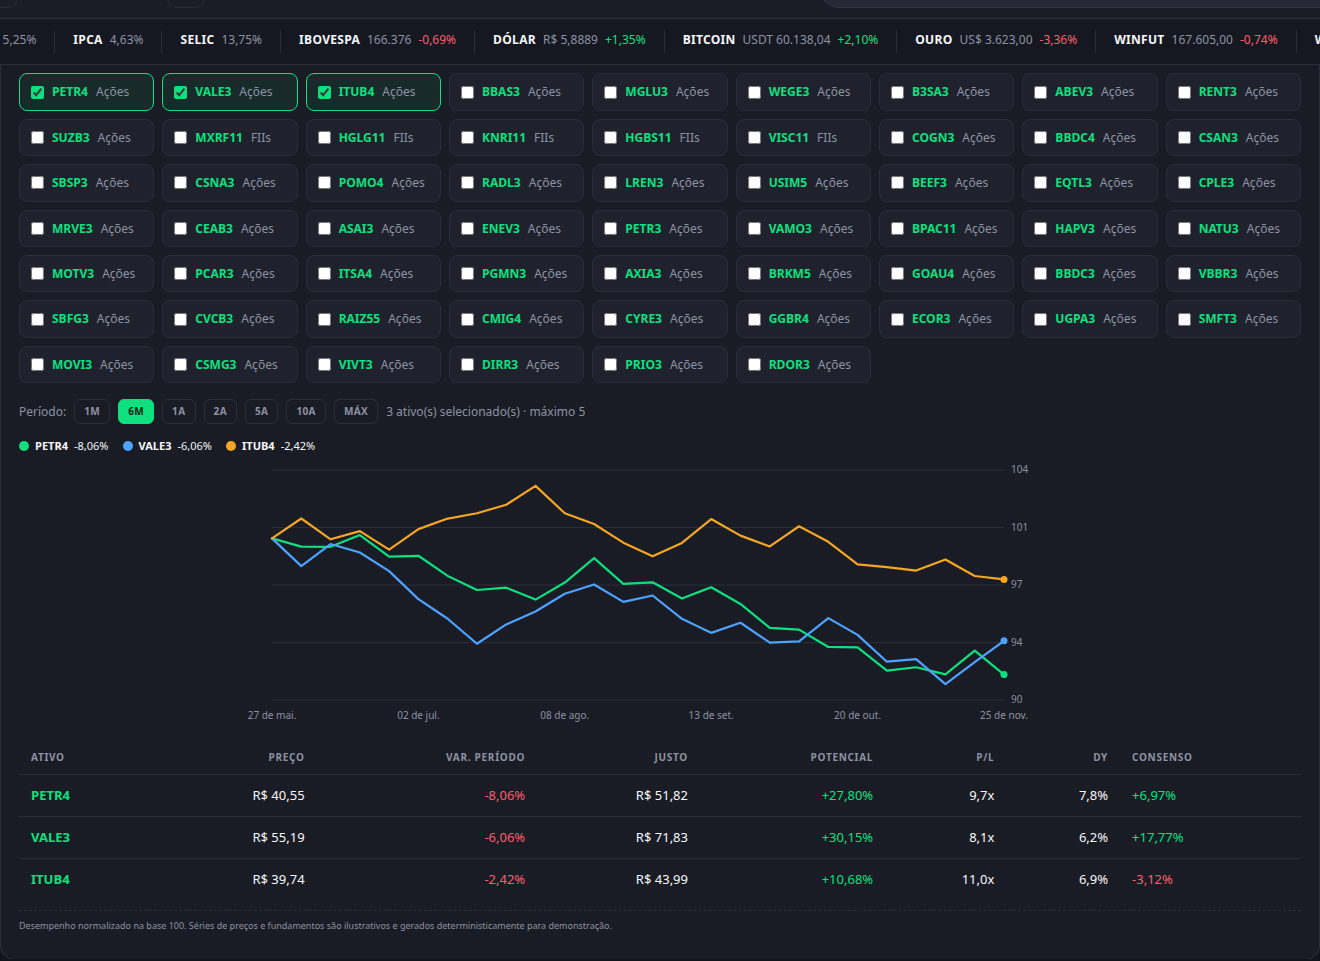 5,25% IPCA 4,63% SELIC 13,75% IBOVESPA 166.376 -0,69% DÓLAR R$ 5,8889 +1,35% BITCOIN USDT 60.138,04 +2,10% OURO US$ 3.623,00 -3,36% WINFUT 167.605,00 -0,74%
PETR4 Ações VALE3 Ações ITUB4 Ações BBAS3 Ações MGLU3 Ações WEGE3 Ações B3SA3 Ações ABEV3 Ações RENT3 Ações
SUZB3 Ações MXRF11 FIIs HGLG11 FIIs KNRI11 FIIs HGBS11 FIIs VISC11 FIIs COGN3 Ações BBDC4 Ações CSAN3 Ações
SBSP3 Ações CSNA3 Ações POMO4 Ações RADL3 Ações LREN3 Ações USIM5 Ações BEEF3 Ações EQTL3 Ações CPLE3 Ações
MRVE3 Ações CEAB3 Ações ASAI3 Ações ENEV3 Ações PETR3 Ações VAMO3 Ações BPAC11 Ações HAPV3 Ações NATU3 Ações
MOTV3 Ações PCAR3 Ações ITSA4 Ações PGMN3 Ações AXIA3 Ações BRKM5 Ações GOAU4 Ações BBDC3 Ações VBBR3 Ações
SBFG3 Ações CVCB3 Ações RAIZ55 Ações CMIG4 Ações CYRE3 Ações GGBR4 Ações ECOR3 Ações UGPA3 Ações SMFT3 Ações
MOVI3 Ações CSMG3 Ações VIVT3 Ações DIRR3 Ações PRIO3 Ações RDOR3 Ações
Período: 1M 6M 1A 2A 5A 10A MÁX 3 ativo(s) selecionado(s) · máximo 5
PETR4 -8,06% VALE3 -6,06% ITUB4 -2,42%
104
101
97
94
90
27 de mai. 02 de jul. 08 de ago. 13 de set. 20 de out. 25 de nov.
ATIVO PREÇO VAR. PERÍODO JUSTO POTENCIAL P/L DY CONSENSO
PETR4 R$ 40,55 -8,06% R$ 51,82 +27,80% 9,7x 7,8% +6,97%
VALE3 R$ 55,19 -6,06% R$ 71,83 +30,15% 8,1x 6,2% +17,77%
ITUB4 R$ 39,74 -2,42% R$ 43,99 +10,68% 11,0x 6,9% -3,12%
Desempenho normalizado na base 100. Séries de preços e fundamentos são ilustrativos e gerados deterministicamente para demonstração.